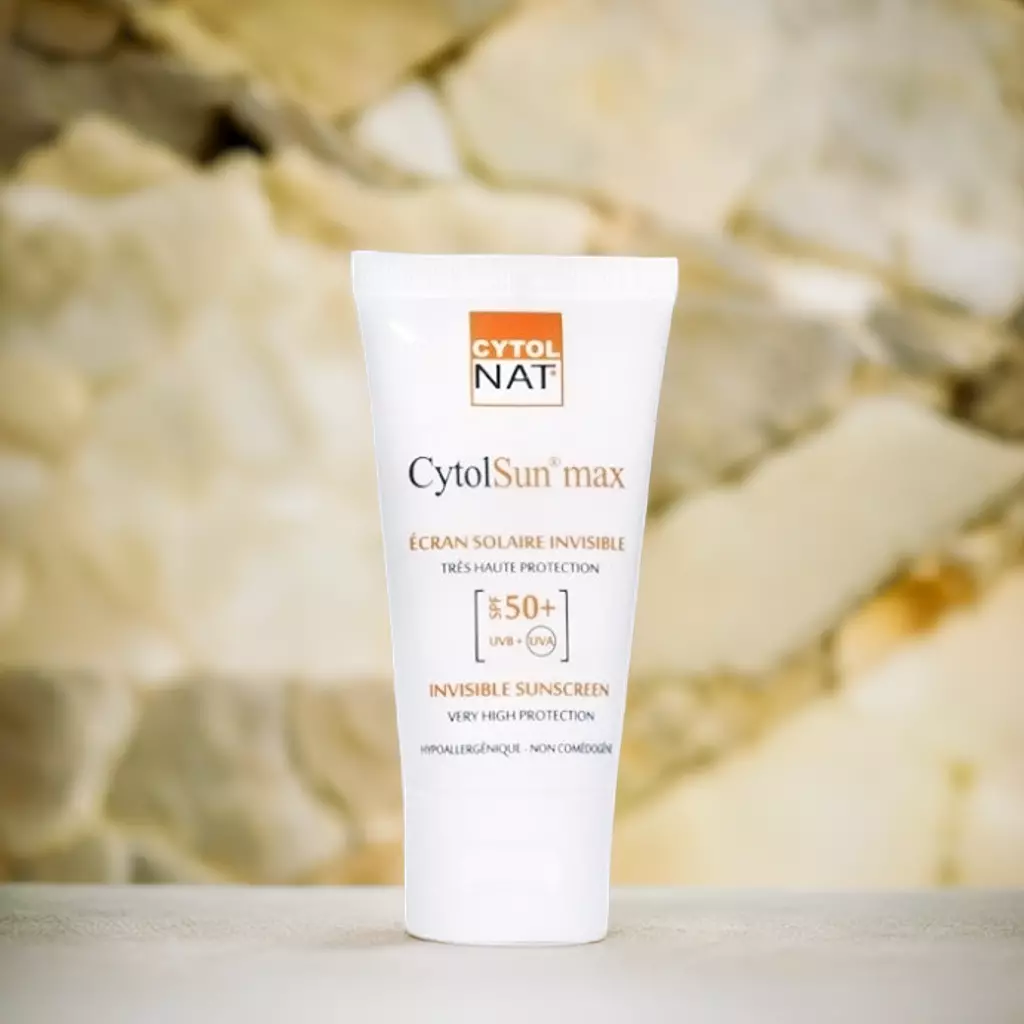 CYTOL
NAT®
CytolSun® max
ÉCRAN SOLAIRE INVISIBLE
TRÈS HAUTE PROTECTION
SPF 50+
UVB + UVA
INVISIBLE SUNSCREEN
VERY HIGH PROTECTION
HYPOALLERGÉNIQUE - NON COMÉDOGÈNE